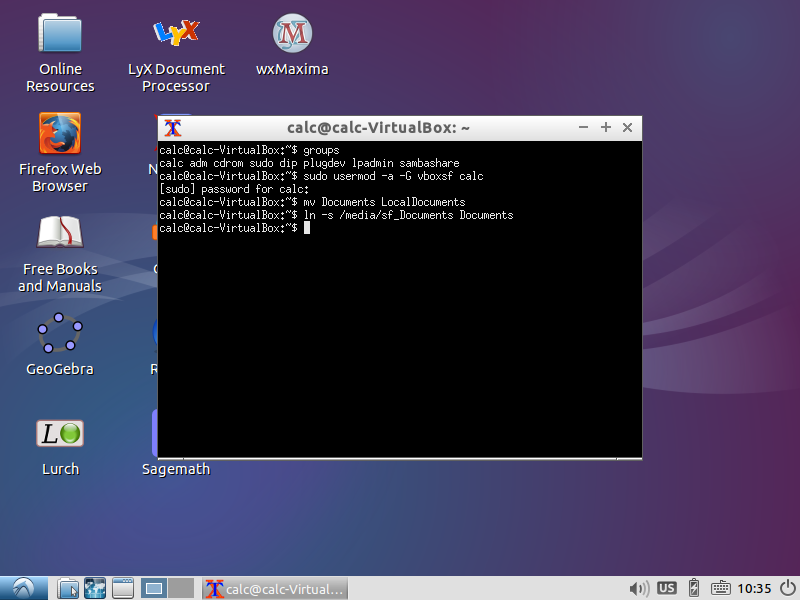 Online
Resources
LyX
LyX Document
Processor
M
wxMaxima
Firefox Web
Browser
Free Books
and Manuals
GeoGebra
L
Lurch
Sagemath
calc@calc-VirtualBox: ~
calc@calc-VirtualBox:~$ groups
calc adm cdrom sudo dip plugdev lpadmin sambashare
calc@calc-VirtualBox:~$ sudo usermod -a -G vboxsf calc
[sudo] password for calc:
calc@calc-VirtualBox:~$ mv Documents LocalDocuments
calc@calc-VirtualBox:~$ ln -s /media/sf_Documents Documents
calc@calc-VirtualBox:~$
calc@calc-Virtual...
US
10:35